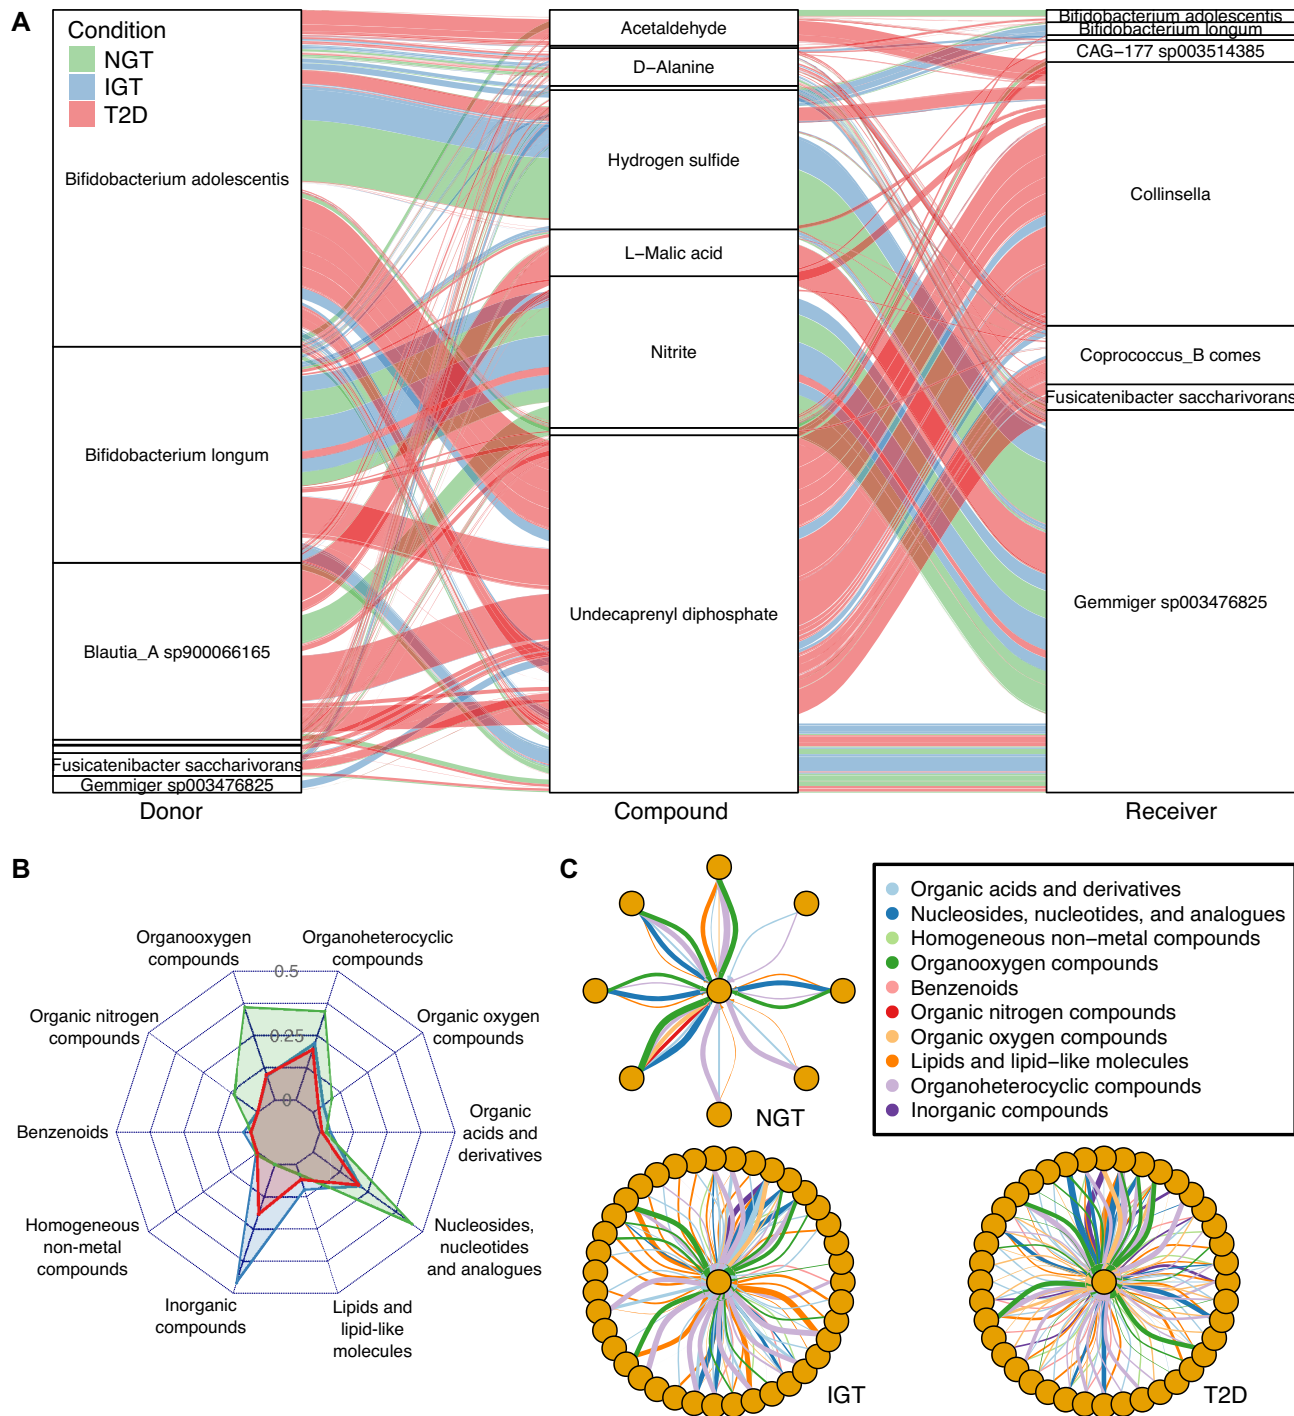 A
Condition
NGT
IGT
T2D
Bifidobacterium adolescentis
Bifidobacterium longum
Blautia_A sp900066165
Fusicatenibacter saccharivorans
Gemmiger sp003476825
Donor
Acetaldehyde
D−Alanine
Hydrogen sulfide
L−Malic acid
Nitrite
Undecaprenyl diphosphate
Compound
Bifidobacterium adolescentis
Bifidobacterium longum
CAG−177 sp003514385
Collinsella
Coprococcus_B comes
Fusicatenibacter saccharivorans
Gemmiger sp003476825
Receiver
B
Organooxygen
compounds
Organoheterocyclic
compounds
Organic nitrogen
compounds
Organic oxygen
compounds
Benzenoids
Organic
acids and
derivatives
Homogeneous
non-metal
compounds
Nucleosides,
nucleotides
and analogues
Inorganic
compounds
Lipids and
lipid-like
molecules
0.5
0.25
0
C
NGT
IGT
T2D
Organic acids and derivatives
Nucleosides, nucleotides, and analogues
Homogeneous non−metal compounds
Organooxygen compounds
Benzenoids
Organic nitrogen compounds
Organic oxygen compounds
Lipids and lipid−like molecules
Organoheterocyclic compounds
Inorganic compounds